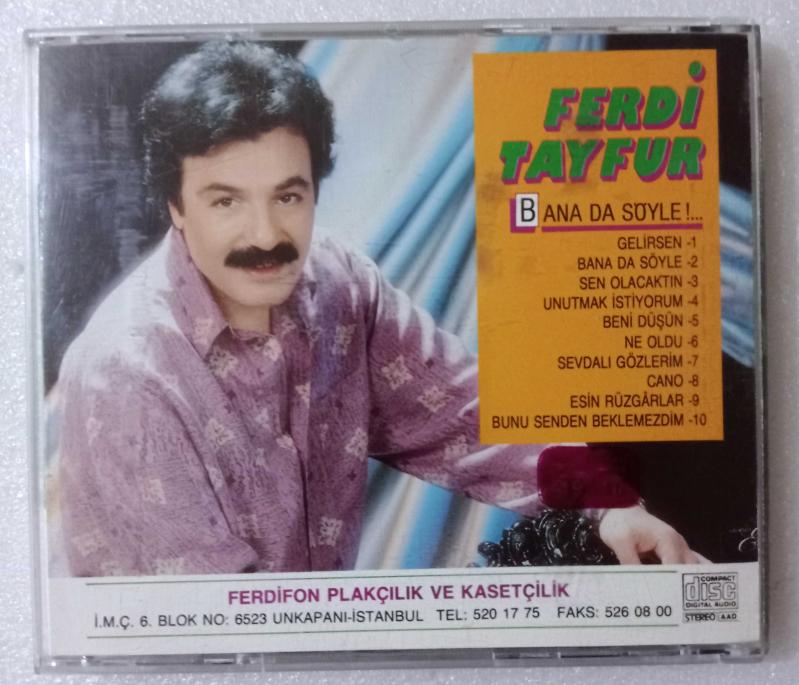 FERDİ
TAYFUR
BANA DA SÖYLE!...
GELİRSEN -1
BANA DA SÖYLE -2
SEN OLACAKTIN -3
UNUTMAK İSTİYORUM -4
BENİ DÜŞÜN -5
NE OLDU -6
SEVDALI GÖZLERİM -7
CANO -8
ESİN RÜZGÂRLAR -9
BUNU SENDEN BEKLEMEZDİM -10
FERDİFON PLAKÇILIK VE KASETÇİLİK
İ.M.Ç. 6. BLOK NO: 6523 UNKAPANI-İSTANBUL TEL: 520 17 75 FAKS: 526 08 00
COMPACT
disc
DIGITAL AUDIO
STEREO AAD